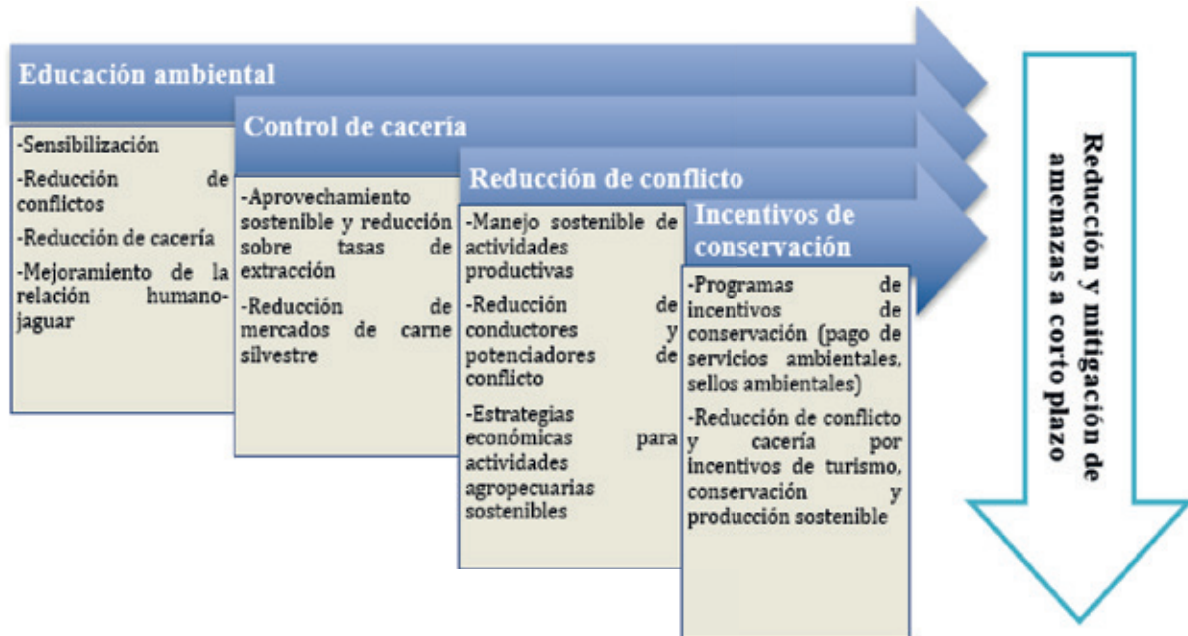 Educación ambiental
-Sensibilización
-Reducción de
conflictos
-Reducción de cacería
-Mejoramiento de la
relación humano-
jaguar
Control de cacería
-Aprovechamiento
sostenible y reducción
sobre tasas de
extracción
-Reducción de
mercados de carne
silvestre
Reducción de conflicto
-Manejo sostenible de
actividades
productivas
-Reducción de
conductores y
potenciadores de
conflicto
-Estrategias
económicas para
actividades
agropecuarias
sostenibles
Incentivos de
conservación
-Programas de
incentivos de
conservación (pago de
servicios ambientales,
sellos ambientales)
-Reducción de conflicto
y cacería por
incentivos de turismo,
conservación y
producción sostenible
Reducción y mitigación de
amenazas a corto plazo